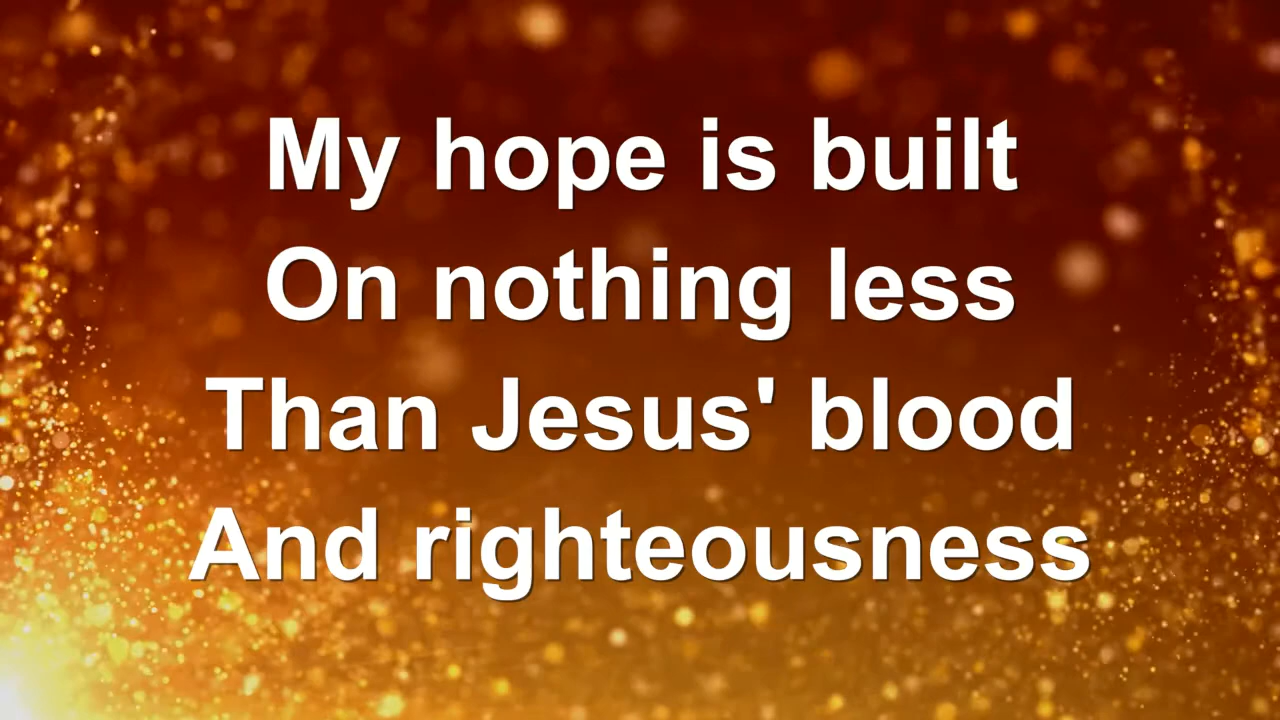 My hope is built
On nothing less
Than Jesus' blood
And righteousness